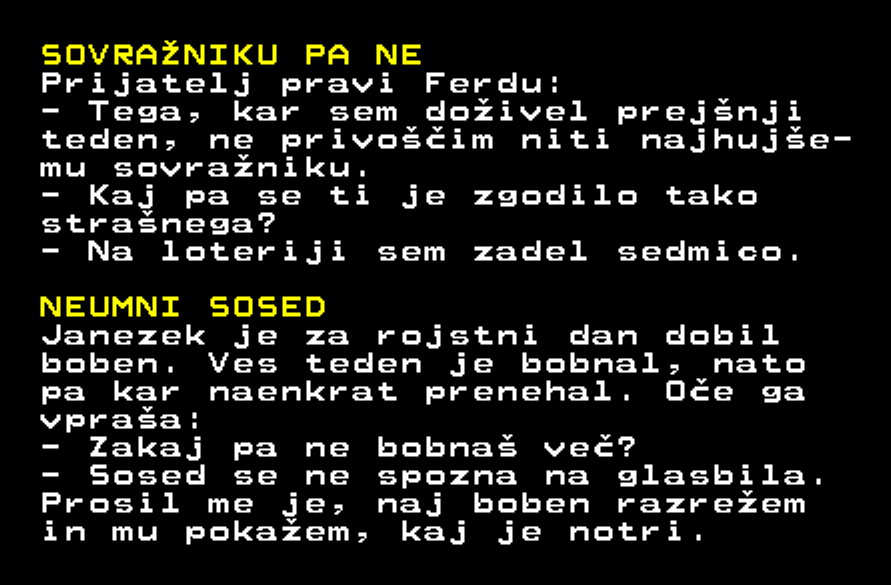 SOVRAŽNIKU PA NE
Prijatelj pravi Ferdu:
- Tega, kar sem doživel prejšnji
teden, ne privoščim niti najhujše-
mu sovražniku.
- Kaj pa se ti je zgodilo tako
strašnega?
- Na loteriji sem zadel sedmico.
NEUMNI SOSED
Janezek je za rojstni dan dobil
boben. Ves teden je bobnal, nato
pa kar naenkrat prenehal. Oče ga
vpraša:
- Zakaj pa ne bobnaš več?
- Sosed se ne spozna na glasbila.
Prosil me je, naj boben razrežem
in mu pokažem, kaj je notri.